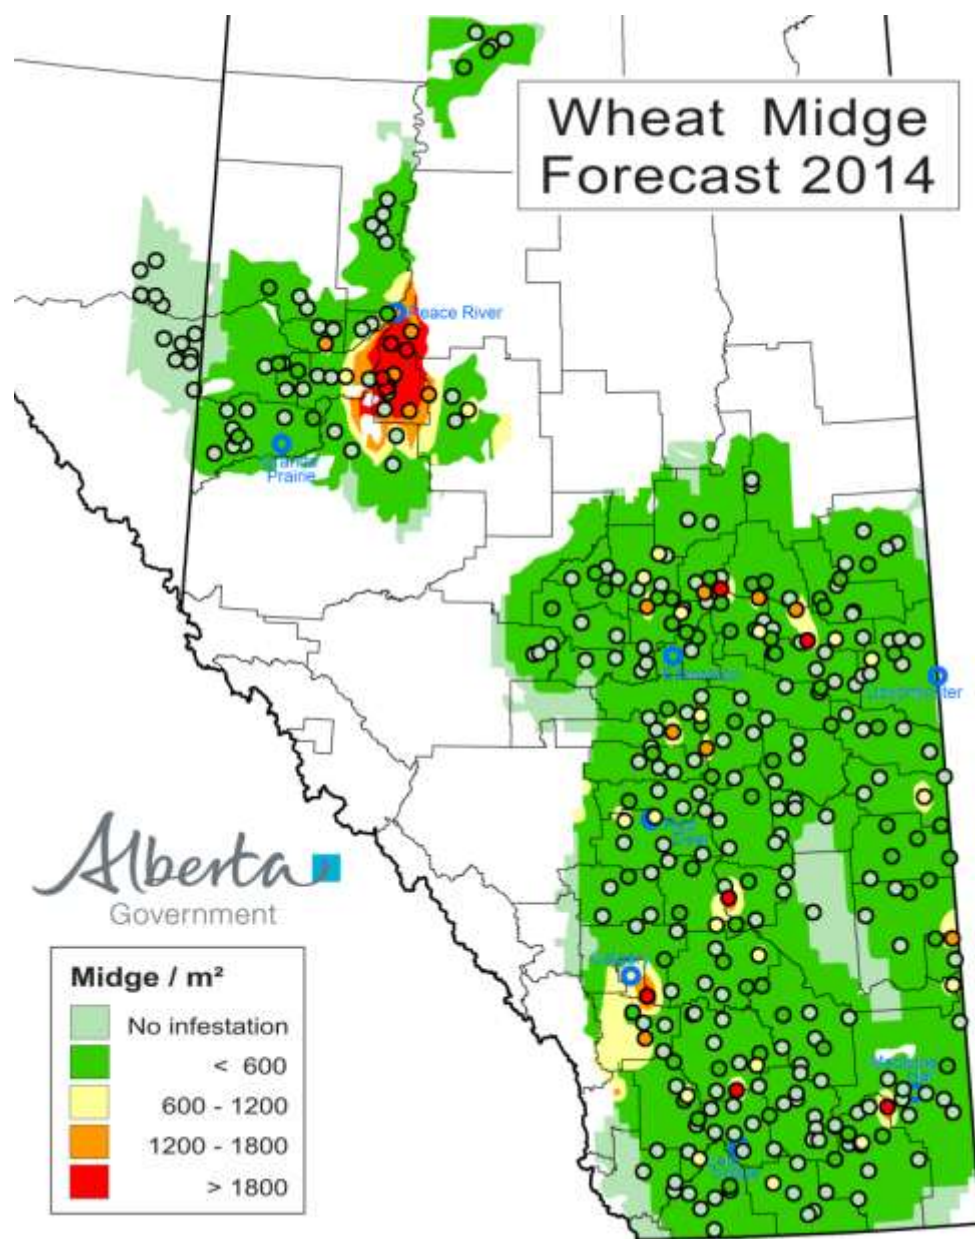 Wheat Midge
Forecast 2014
Peace River
Prairie
Alberta
Government
Midge / m²
No infestation
< 600
600 - 1200
1200 - 1800
> 1800